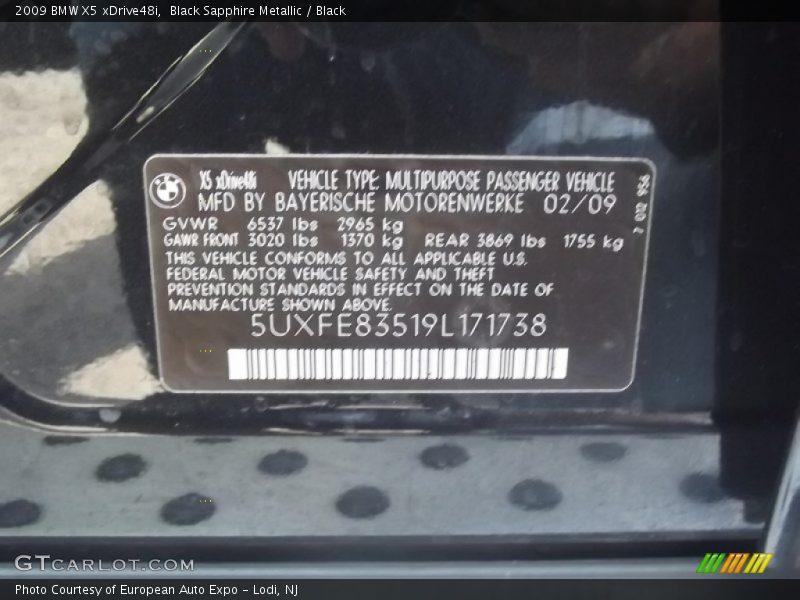 2009 BMW X5 xDrive48i, Black Sapphire Metallic / Black
X5 xDrive48i VEHICLE TYPE: MULTIPURPOSE PASSENGER VEHICLE
MFD BY BAYERISCHE MOTORENWERKE 02/09
GVWR 6537 lbs 2965 kg
GAWR FRONT 3020 lbs 1370 kg REAR 3869 lbs 1755 kg
THIS VEHICLE CONFORMS TO ALL APPLICABLE U.S.
FEDERAL MOTOR VEHICLE SAFETY AND THEFT
PREVENTION STANDARDS IN EFFECT ON THE DATE OF
MANUFACTURE SHOWN ABOVE.
5UXFE83519L171738
GTCARLOT.COM
Photo Courtesy of European Auto Expo - Lodi, NJ